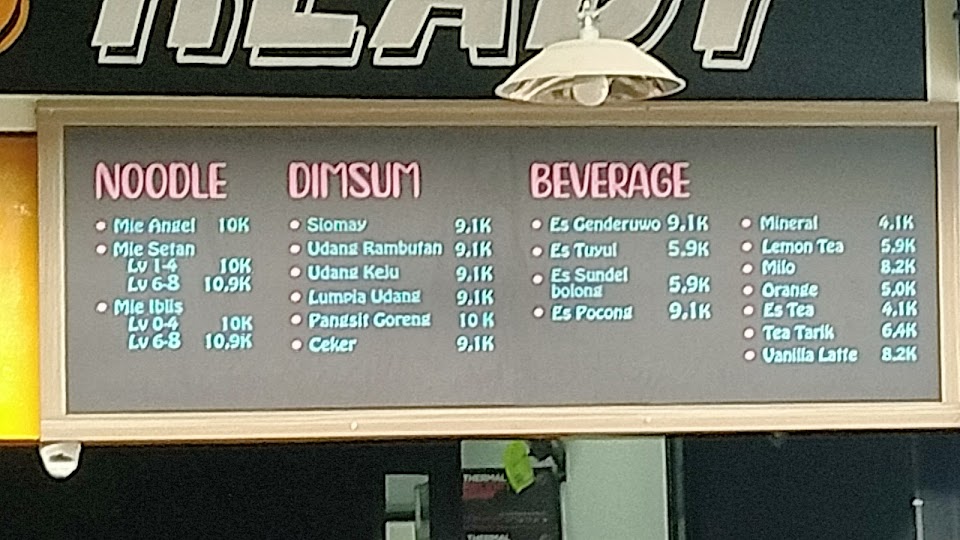 READY
NOODLE
Mie Angel 10K
Mie Setan
Lv 1-4 10K
Lv 6-8 10,9K
Mie Iblis
Lv 0-4 10K
Lv 6-8 10,9K
DIMSUM
Siomay 9,1K
Udang Rambutan 9,1K
Udang Keju 9,1K
Lumpia Udang 9,1K
Pangsit Goreng 10 K
Ceker 9,1K
BEVERAGE
Es Genderuwo 9,1K
Es Tuyul 5.9K
Es Sundel
bolong 5,9K
Es Pocong 9,1K
Mineral 4,1K
Lemon Tea 5.9K
Milo 8.2K
Orange 5,0K
Es Tea 4,1K
Tea Tarik 6.4K
Vanilla Latte 8.2K
THERMAL
THERMAL